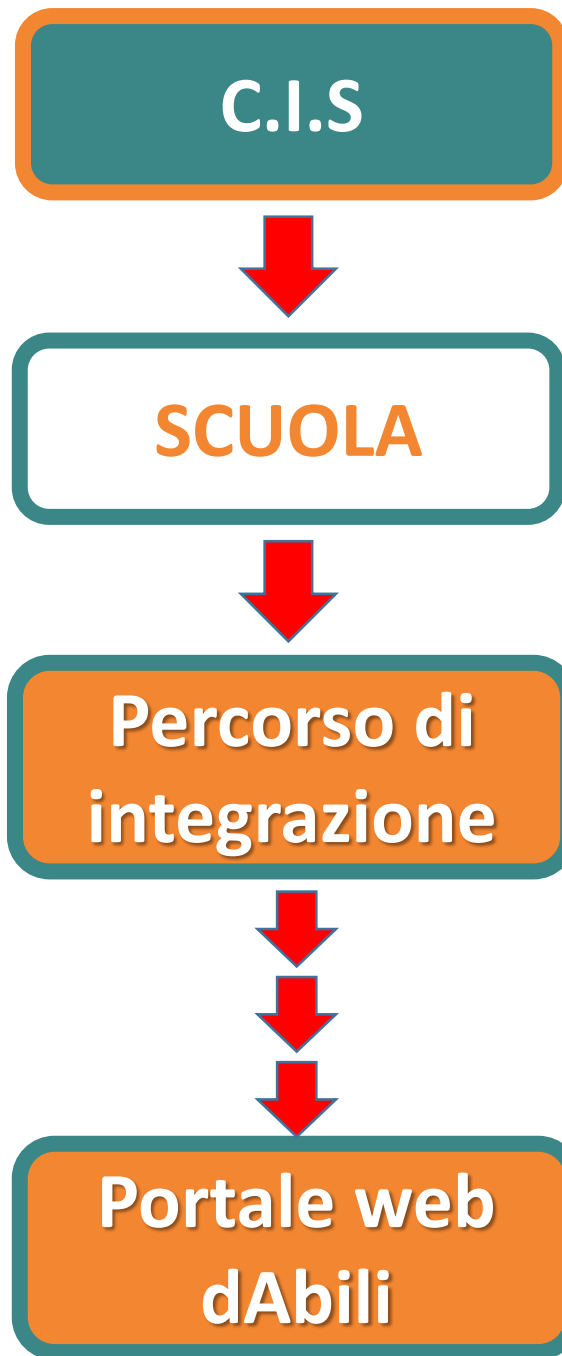 C.I.S
SCUOLA
Percorso di
integrazione
Portale web
dAbili